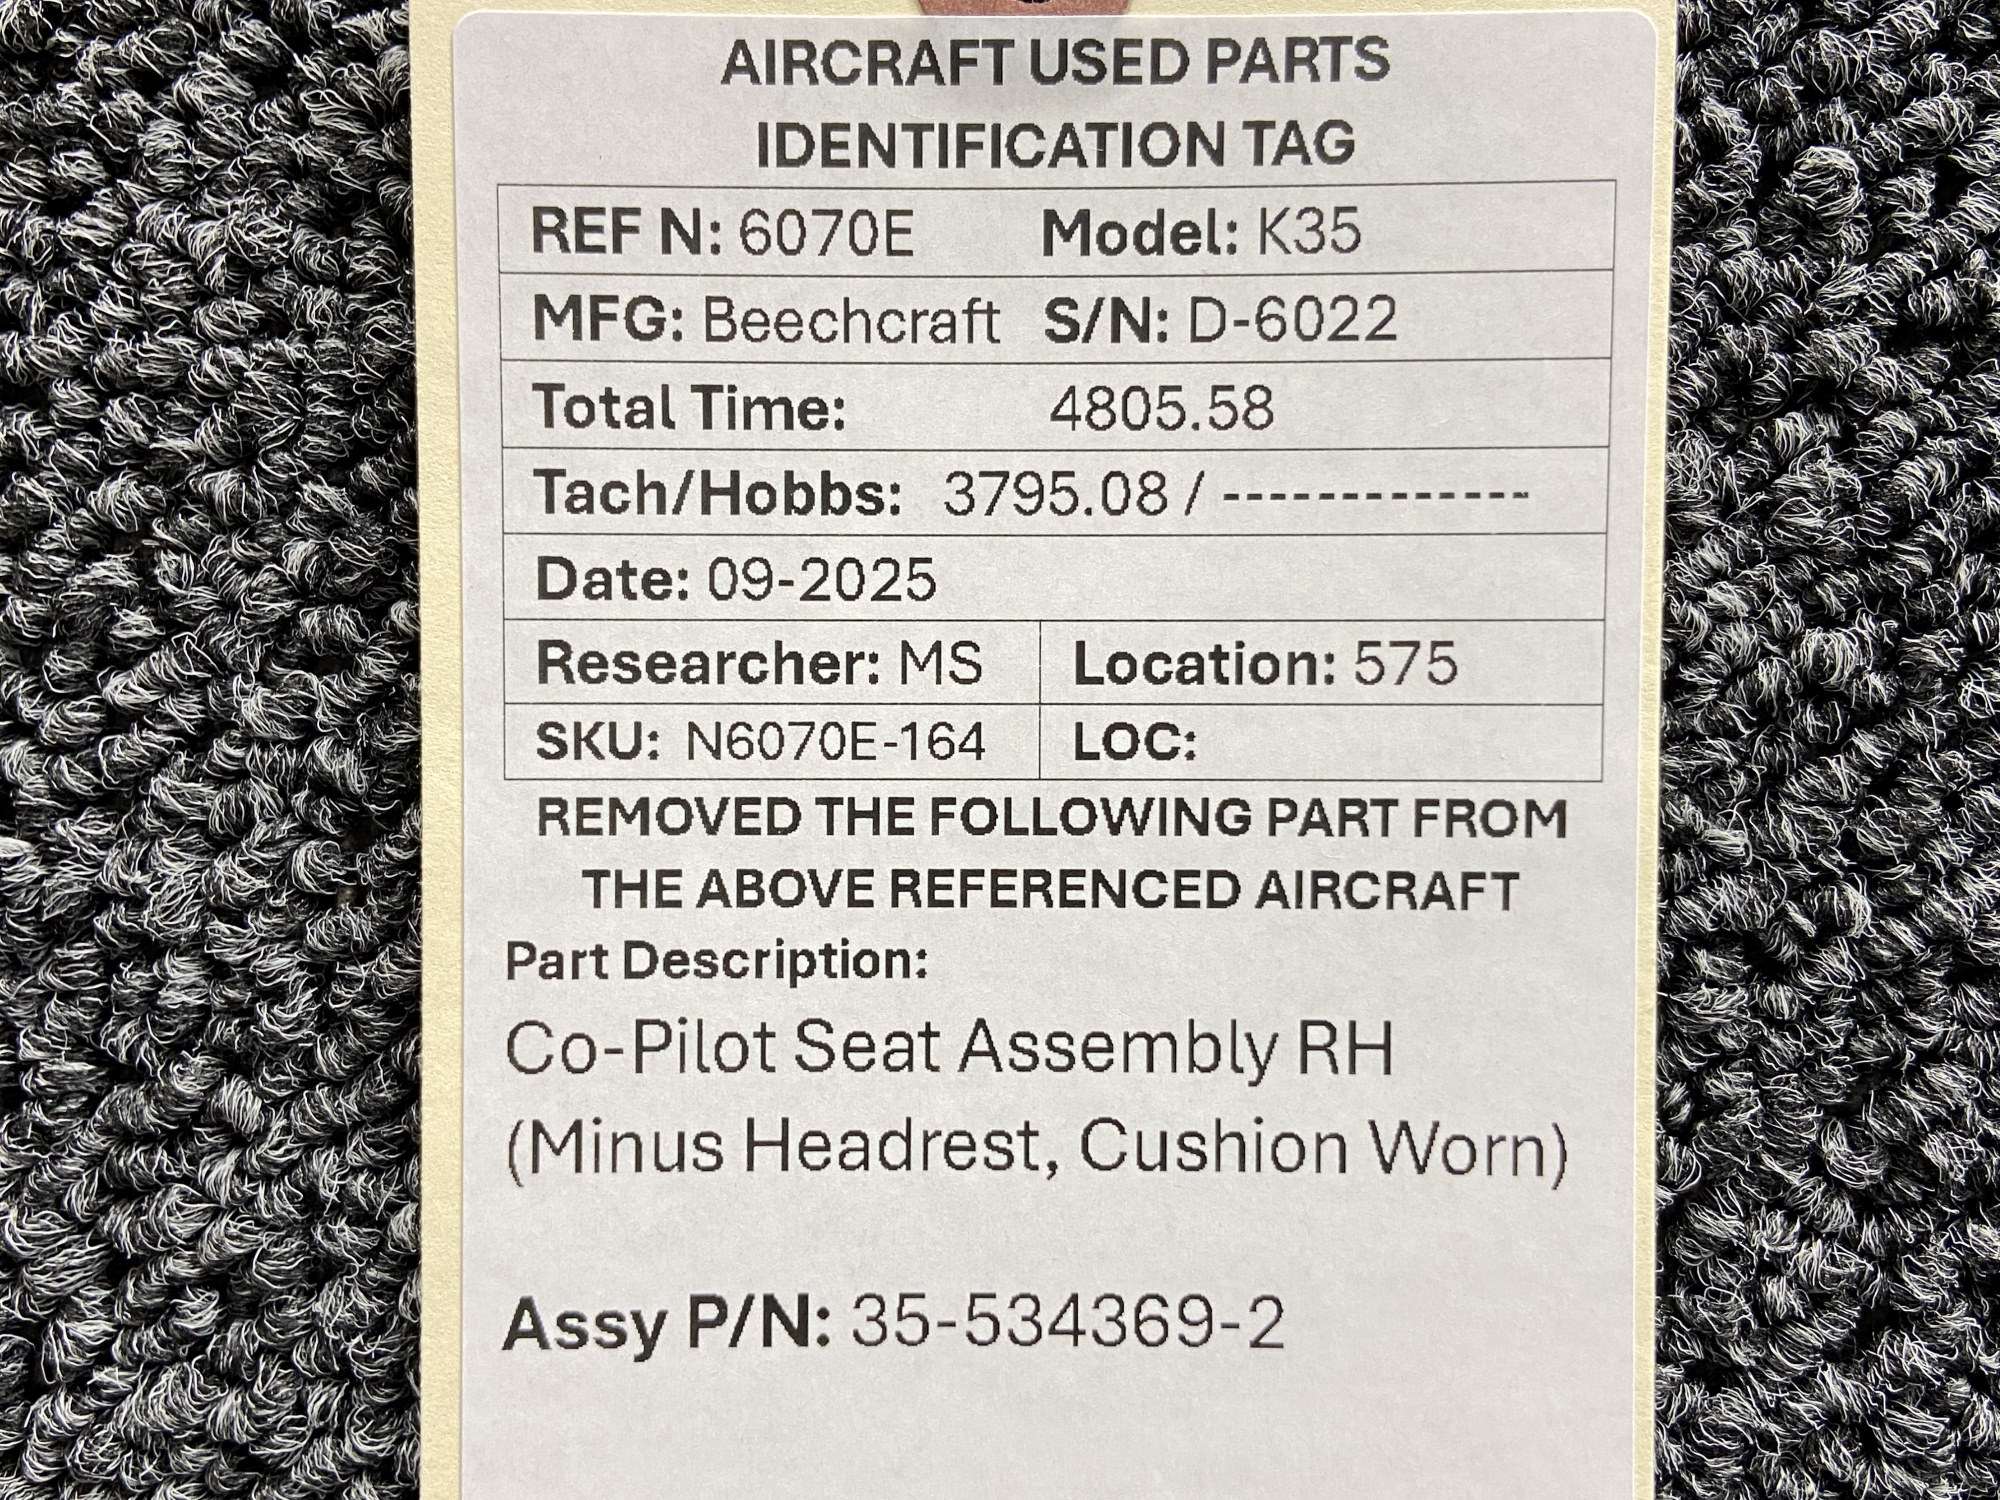 AIRCRAFT USED PARTS
IDENTIFICATION TAG
REF N: 6070E Model: K35
MFG: Beechcraft S/N: D-6022
Total Time: 4805.58
Tach/Hobbs: 3795.08 / -------------
Date: 09-2025
Researcher: MS Location: 575
SKU: N6070E-164 LOC:
REMOVED THE FOLLOWING PART FROM
THE ABOVE REFERENCED AIRCRAFT
Part Description:
Co-Pilot Seat Assembly RH
(Minus Headrest, Cushion Worn)
Assy P/N: 35-534369-2